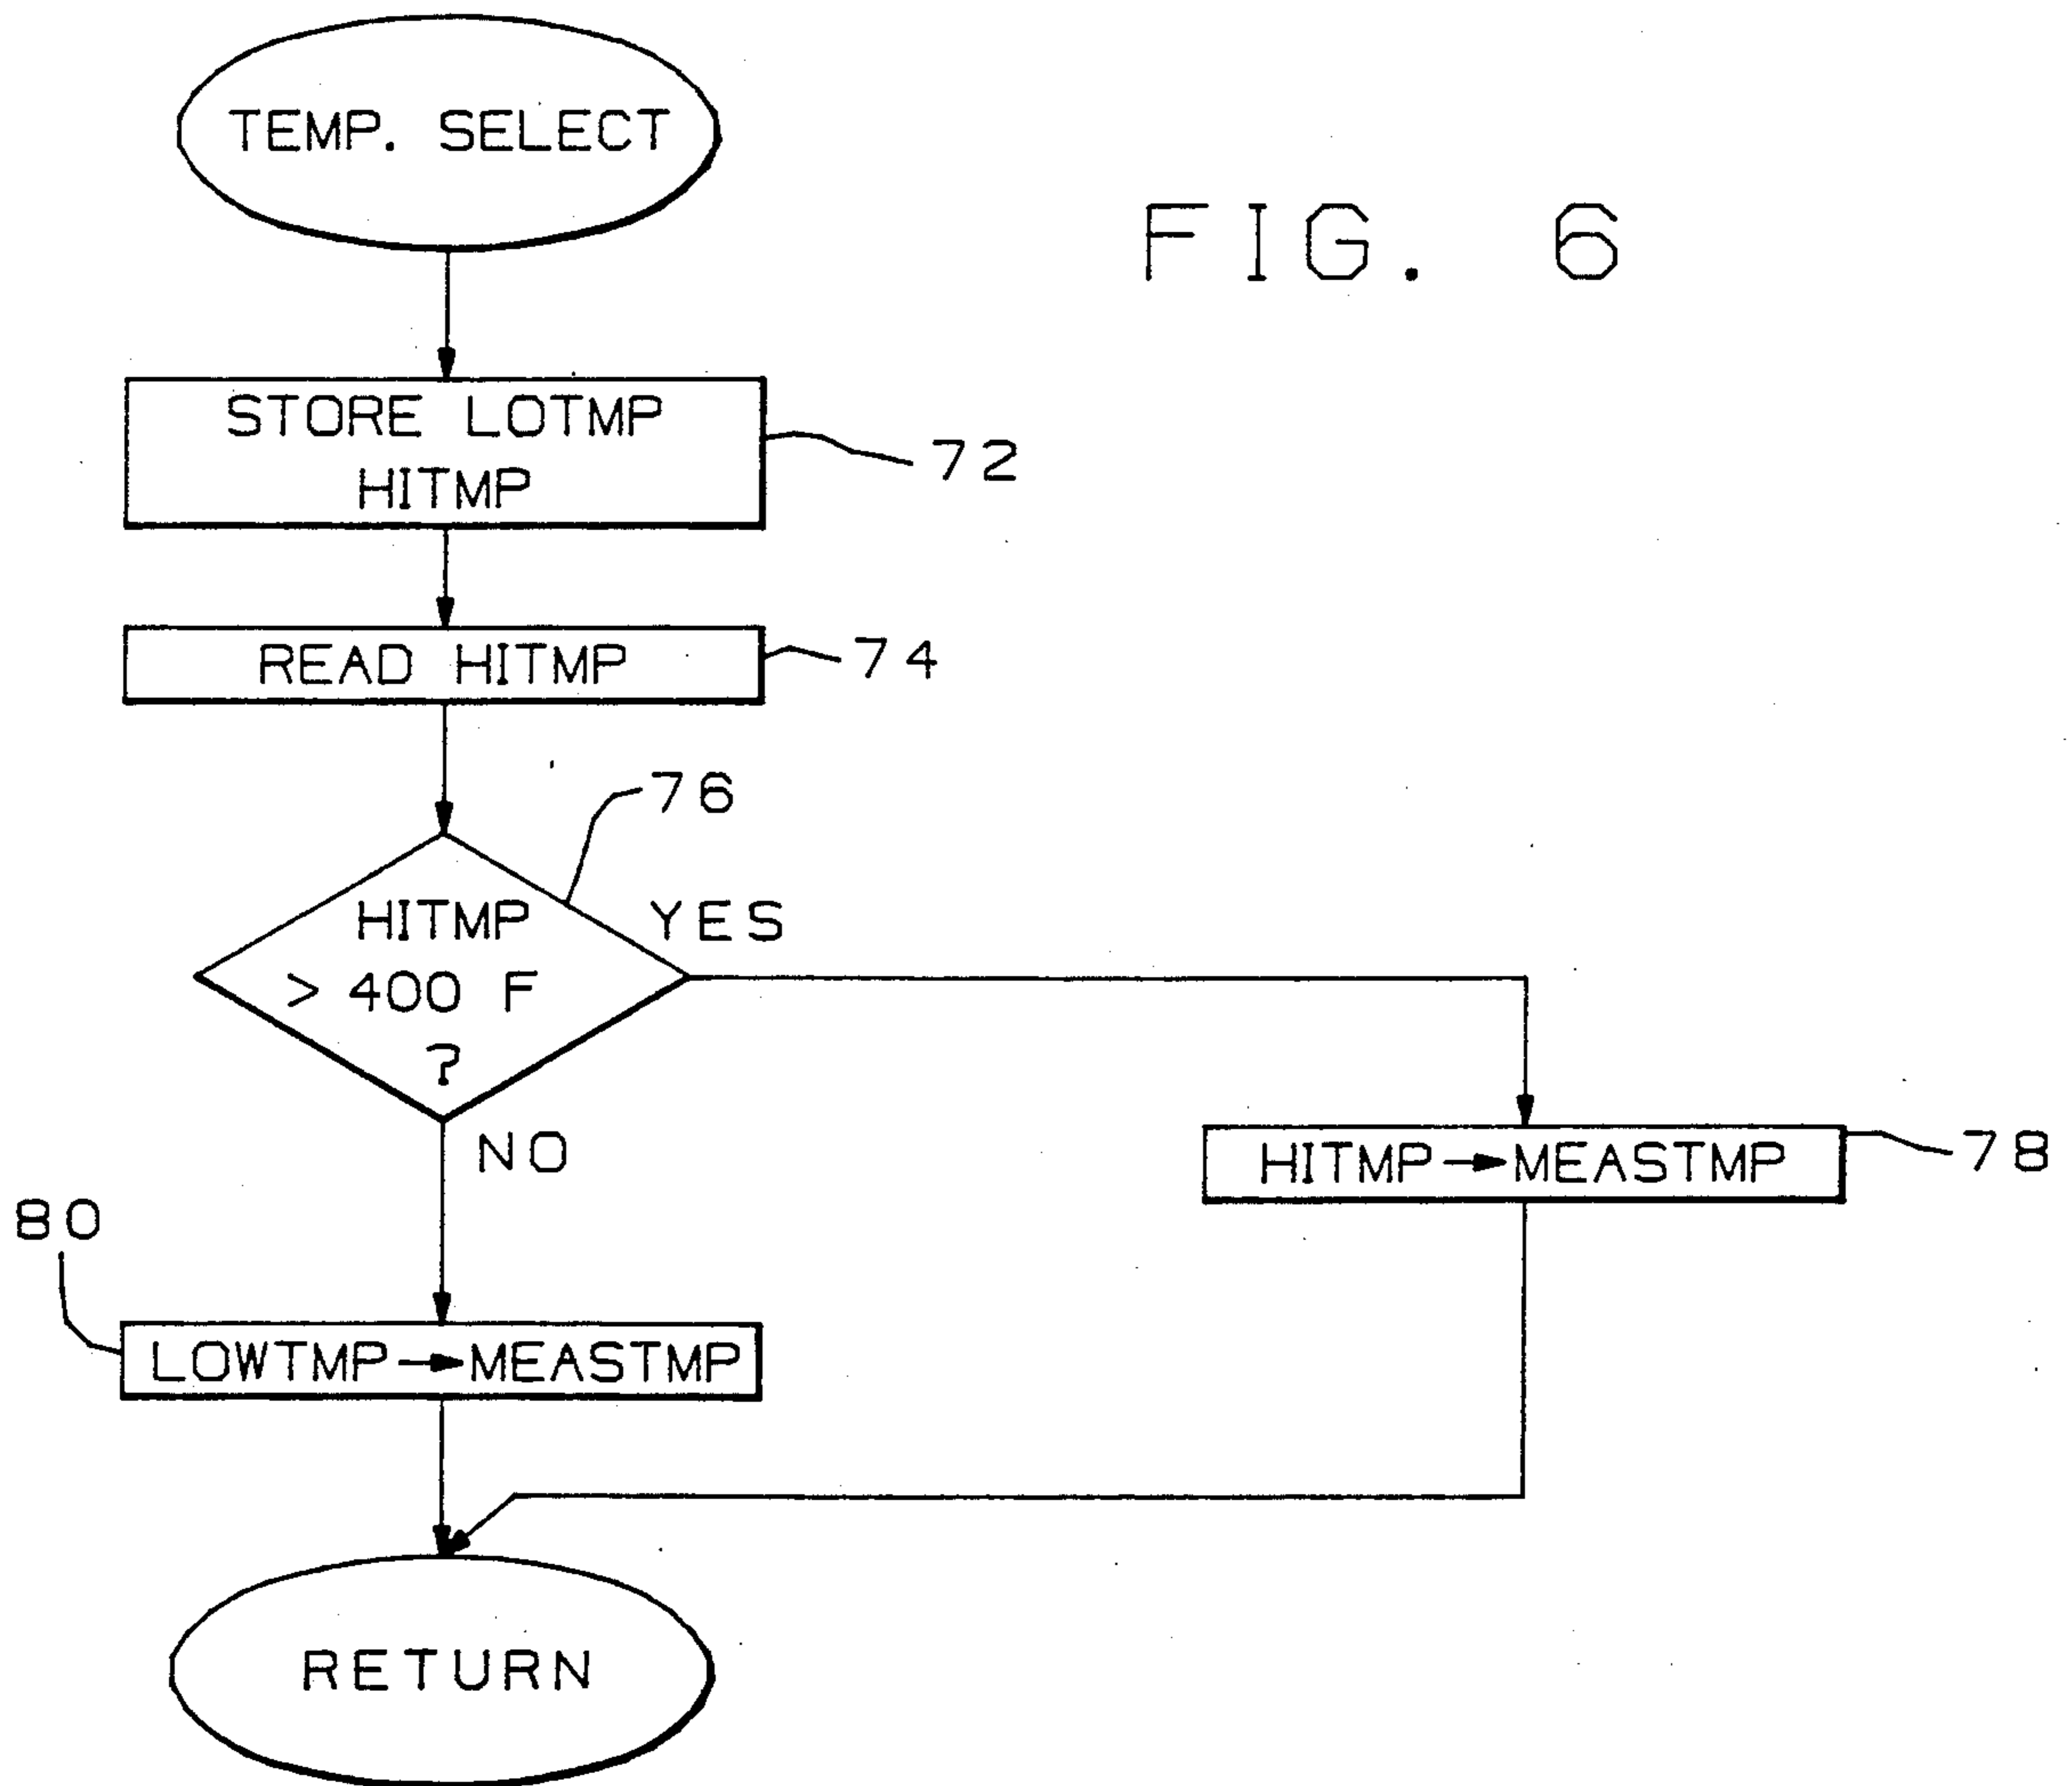 TEMP. SELECT
FIG. 6
STORE LOTMP
HITMP
72
READ HITMP
74
76
HITMP
> 400 F
?
YES
NO
HITMP→MEASTMP
78
80
LOWTMP→MEASTMP
RETURN